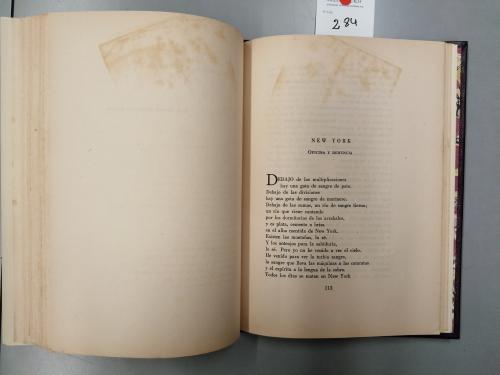 284
NEW YORK
OFICINA Y DENUNCIA
DEBAJO de las multiplicaciones
hay una gota de sangre de pato.
Debajo de las divisiones
hay una gota de sangre de marinero.
Debajo de las sumas, un río de sangre tierna;
un río que viene cantando
por los dormitorios de los arrabales,
y es plata, cemento o brisa
en el alba mentida de New York.
Existen las montañas, lo sé.
Y los anteojos para la sabiduría,
lo sé. Pero yo no he venido a ver el cielo.
He venido para ver la turbia sangre,
la sangre que lleva las máquinas a las cataratas
y el espíritu a la lengua de la cobra.
Todos los días se matan en New York
113